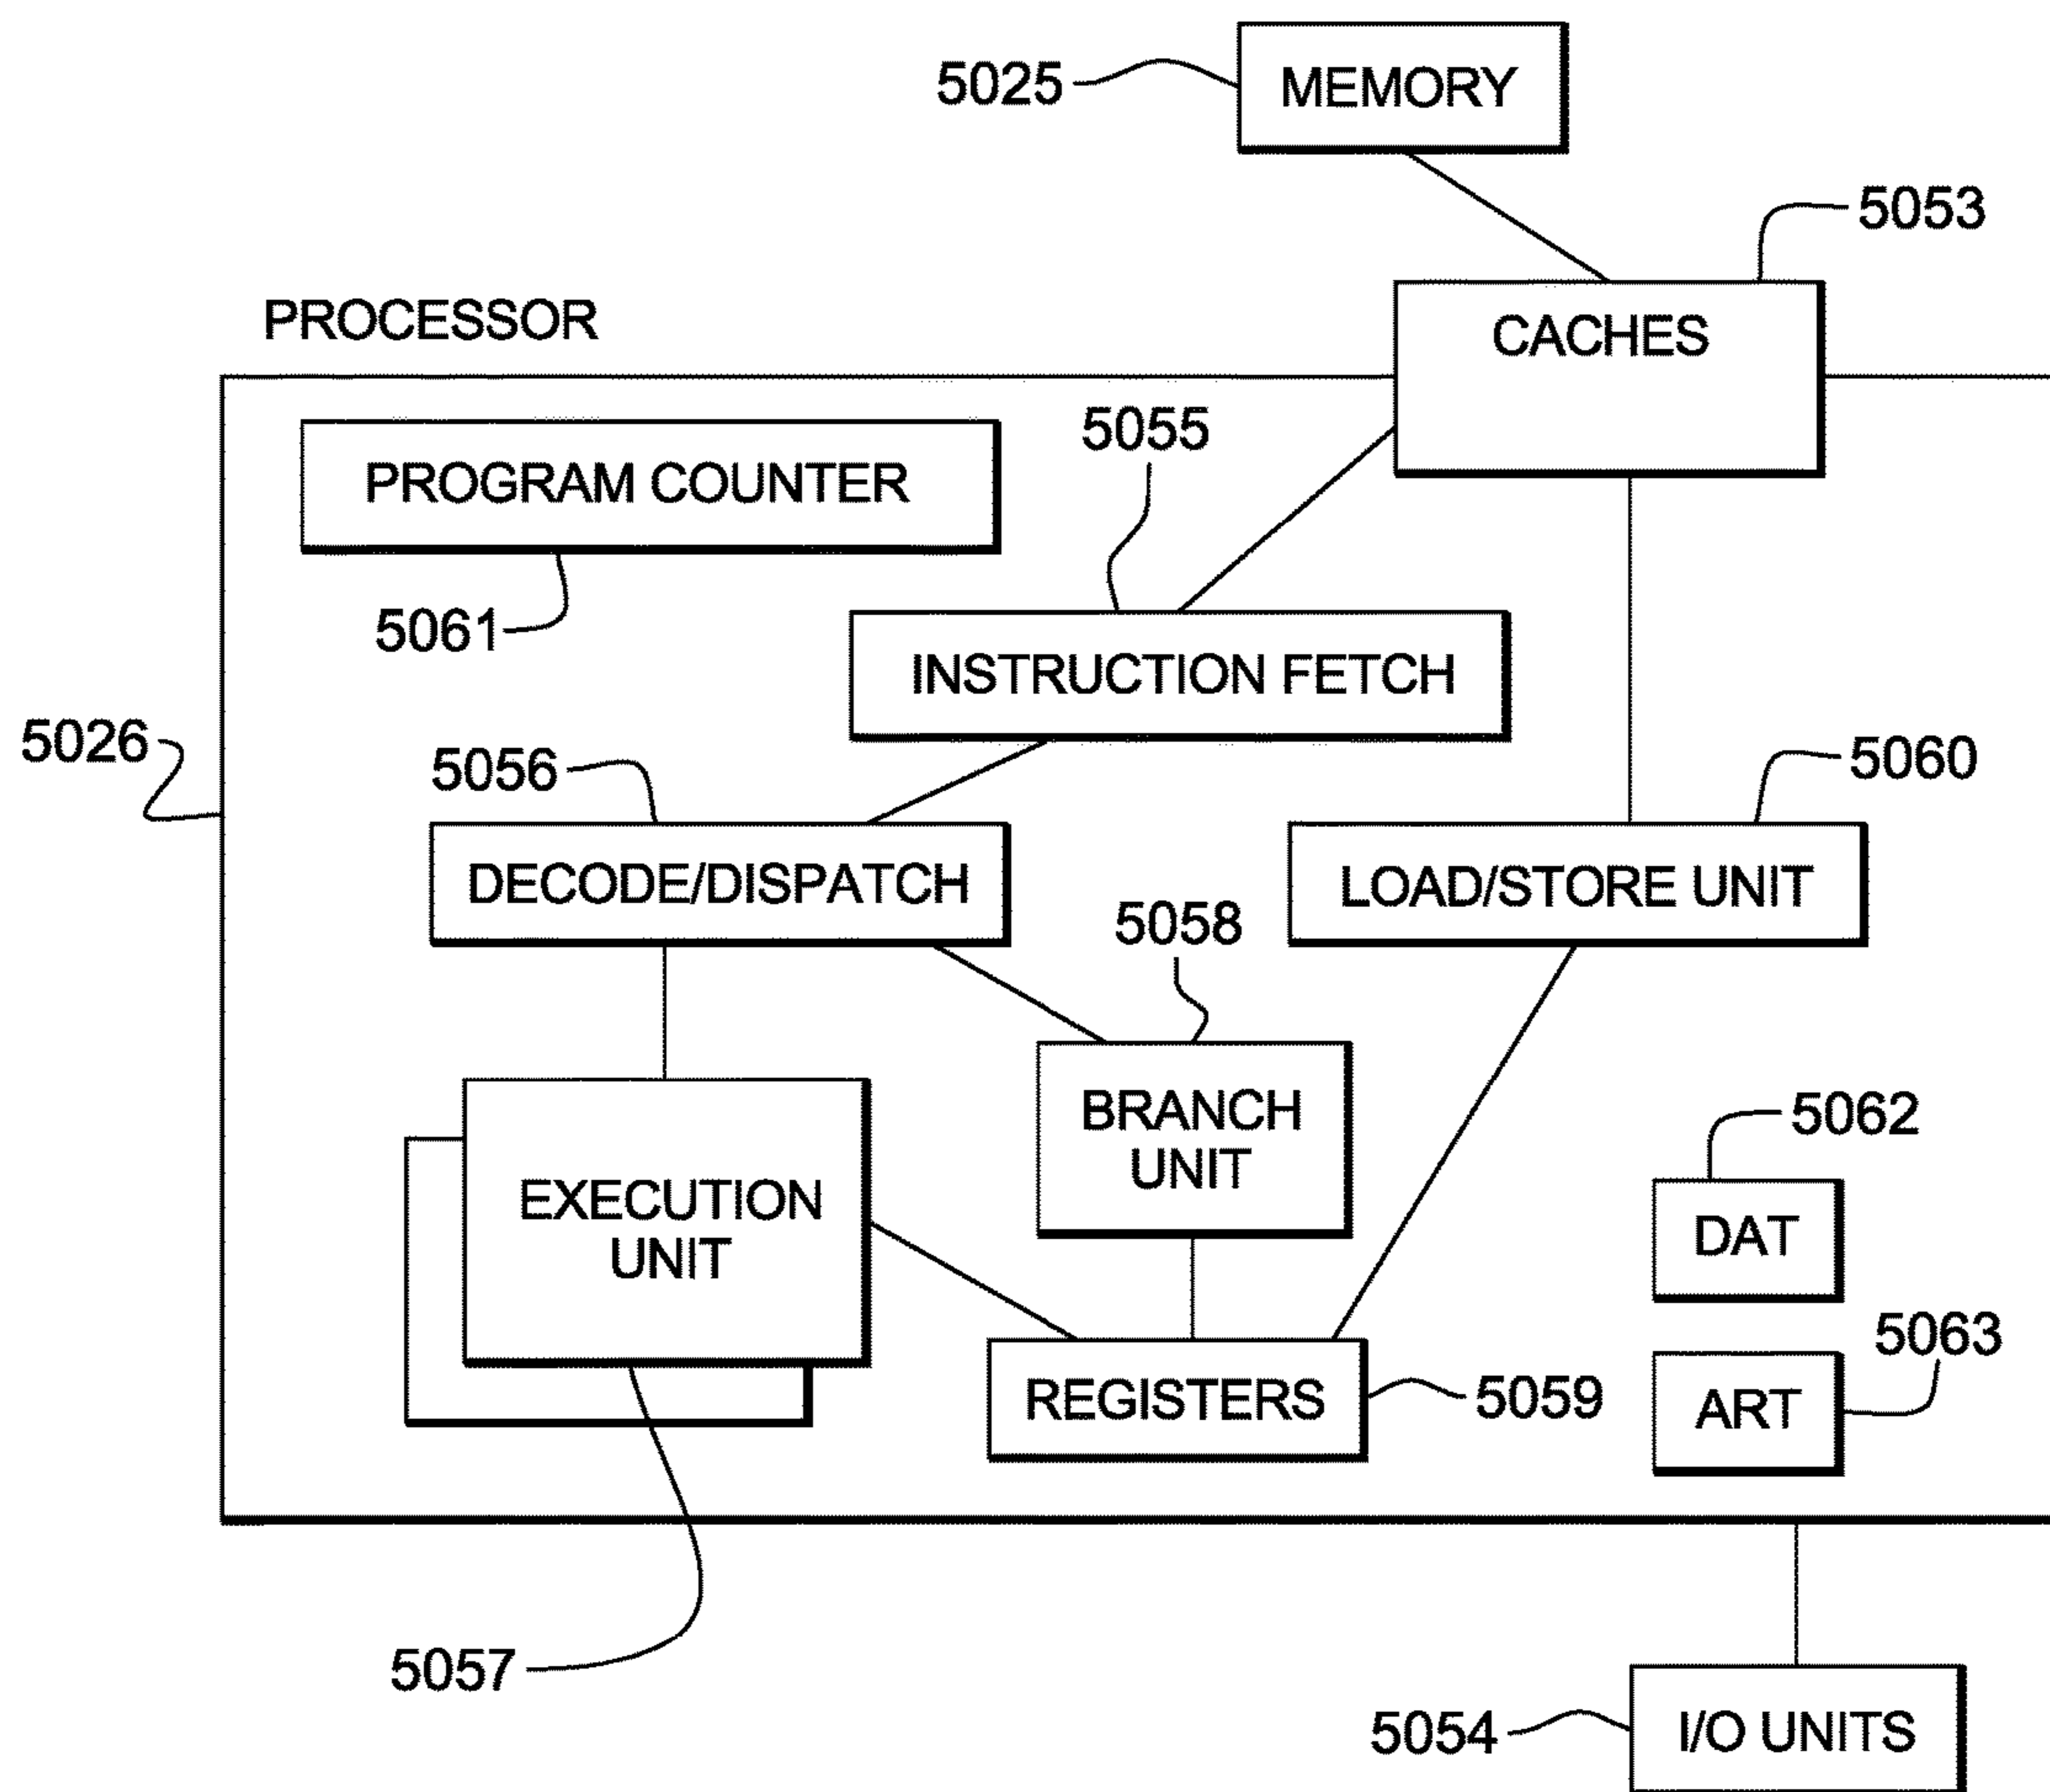 5025
MEMORY
5053
PROCESSOR
CACHES
5055
PROGRAM COUNTER
5061
INSTRUCTION FETCH
5026
5056
5060
DECODE/DISPATCH
LOAD/STORE UNIT
5058
BRANCH
UNIT
5062
EXECUTION
UNIT
DAT
5063
REGISTERS
5059
ART
5057
5054
I/O UNITS